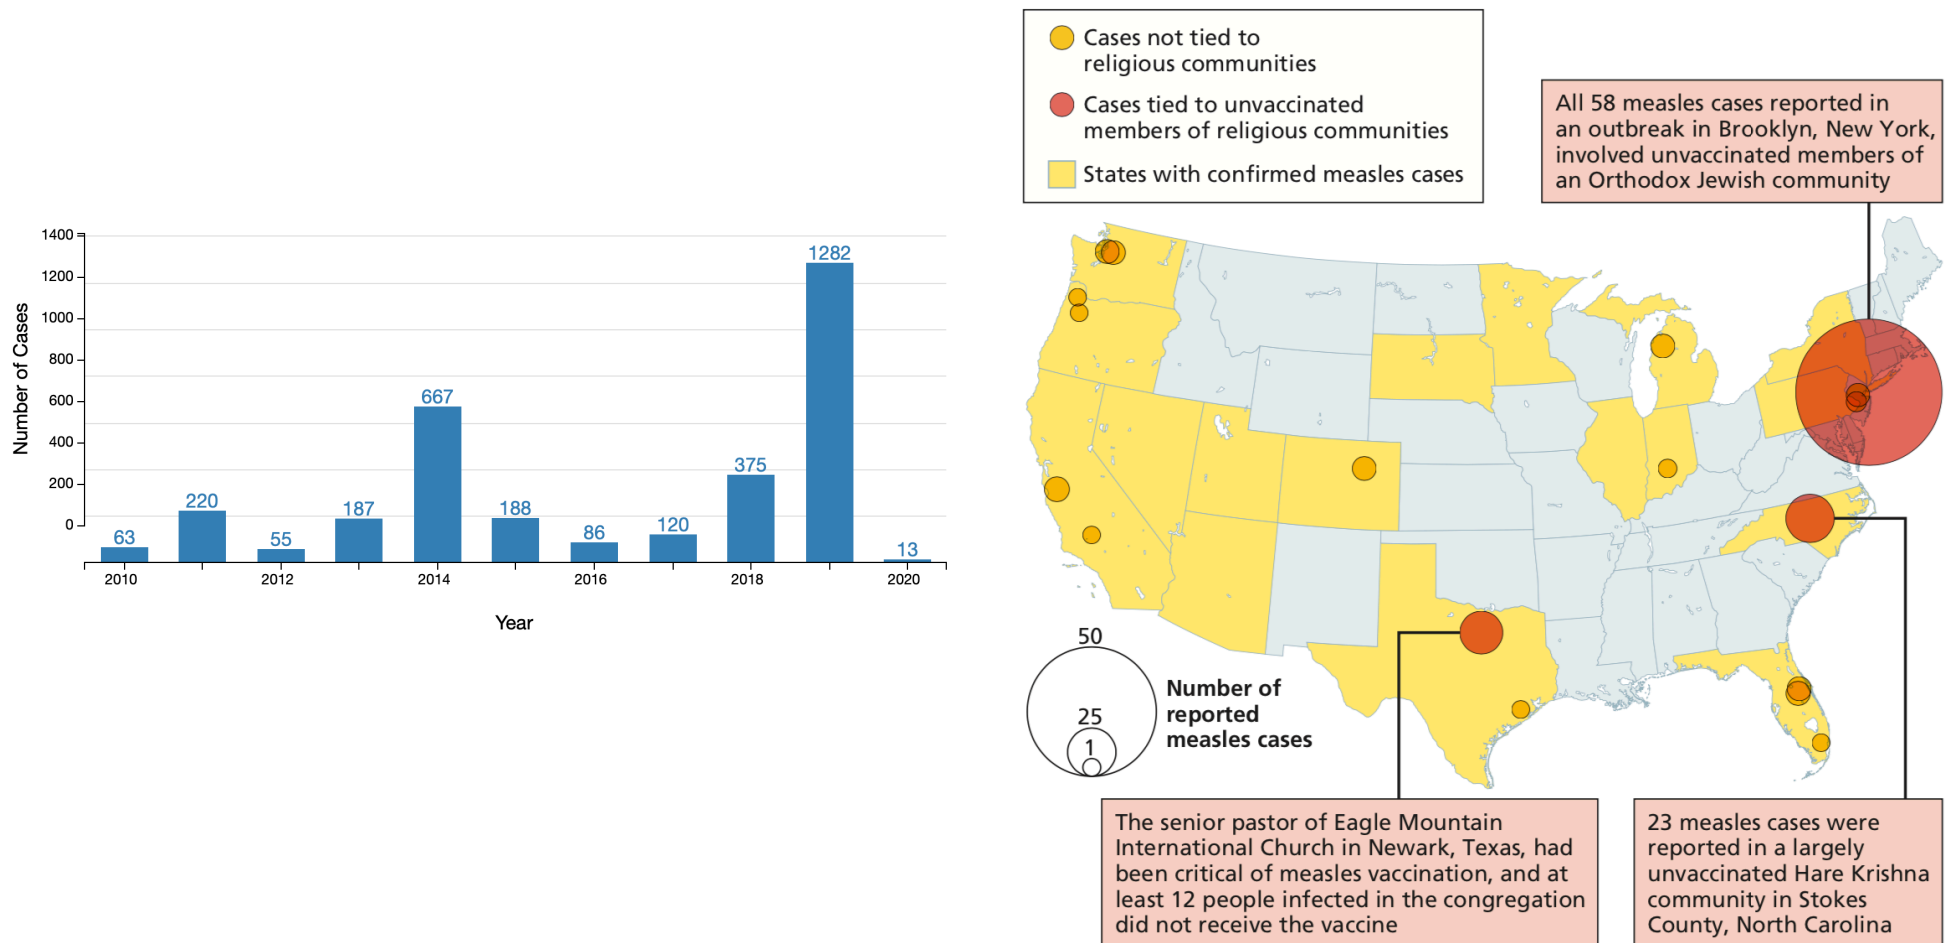 1400
1200
1000
800
600
400
200
0
Number of Cases
63
220
55
187
667
188
86
120
375
1282
13
2010
2012
2014
2016
2018
2020
Year
Cases not tied to
religious communities
Cases tied to unvaccinated
members of religious communities
States with confirmed measles cases
All 58 measles cases reported in
an outbreak in Brooklyn, New York,
involved unvaccinated members of
an Orthodox Jewish community
50
25
1
Number of
reported
measles cases
The senior pastor of Eagle Mountain
International Church in Newark, Texas, had
been critical of measles vaccination, and at
least 12 people infected in the congregation
did not receive the vaccine
23 measles cases were
reported in a largely
unvaccinated Hare Krishna
community in Stokes
County, North Carolina